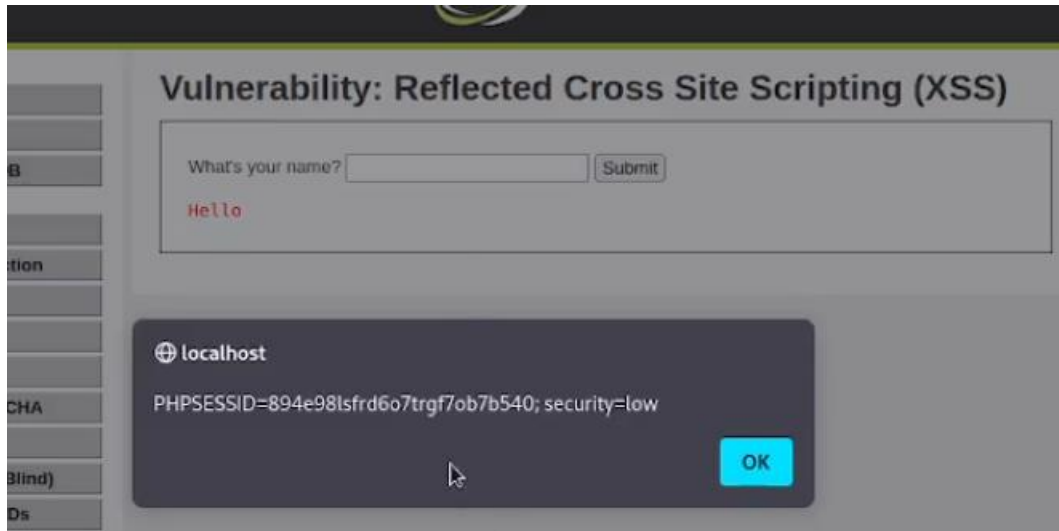 Vulnerability: Reflected Cross Site Scripting (XSS)
B
What's your name? Submit
Hello
tion
localhost
PHPSESSID=894e98lsfrd6o7trgf7ob7b540; security=low
CHA
OK
Blind)
Ds